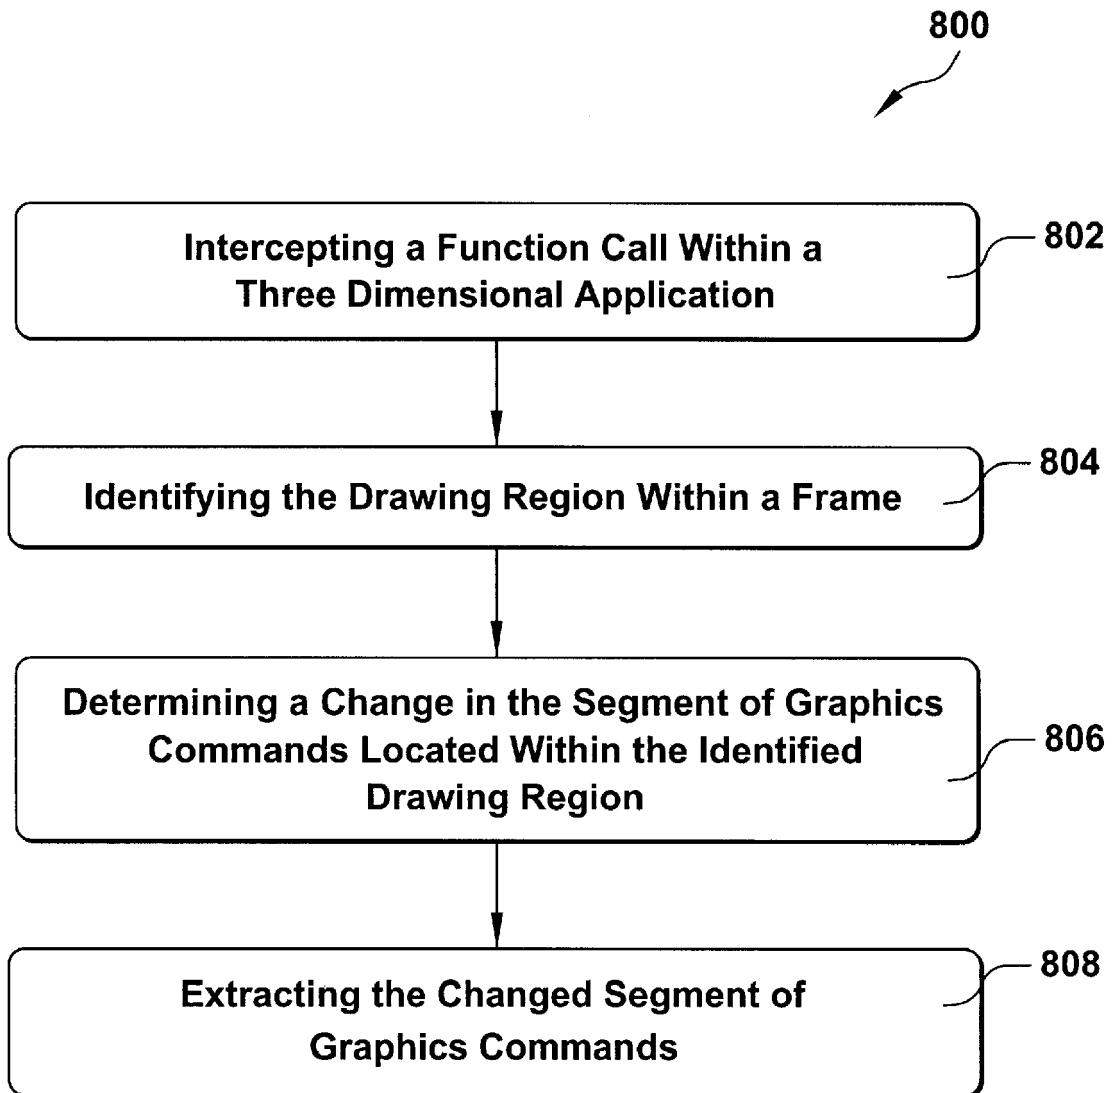 800
Intercepting a Function Call Within a
Three Dimensional Application
802
Identifying the Drawing Region Within a Frame
804
Determining a Change in the Segment of Graphics
Commands Located Within the Identified
Drawing Region
806
Extracting the Changed Segment of
Graphics Commands
808